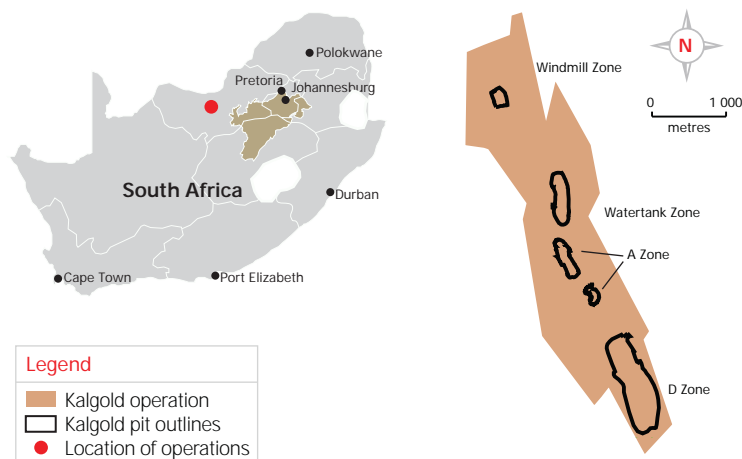 Polokwane
Pretoria
Johannesburg
South Africa
Durban
Cape Town
Port Elizabeth
Legend
Kalgold operation
Kalgold pit outlines
Location of operations
Windmill Zone
N
0 1 000
metres
Watertank Zone
A Zone
D Zone